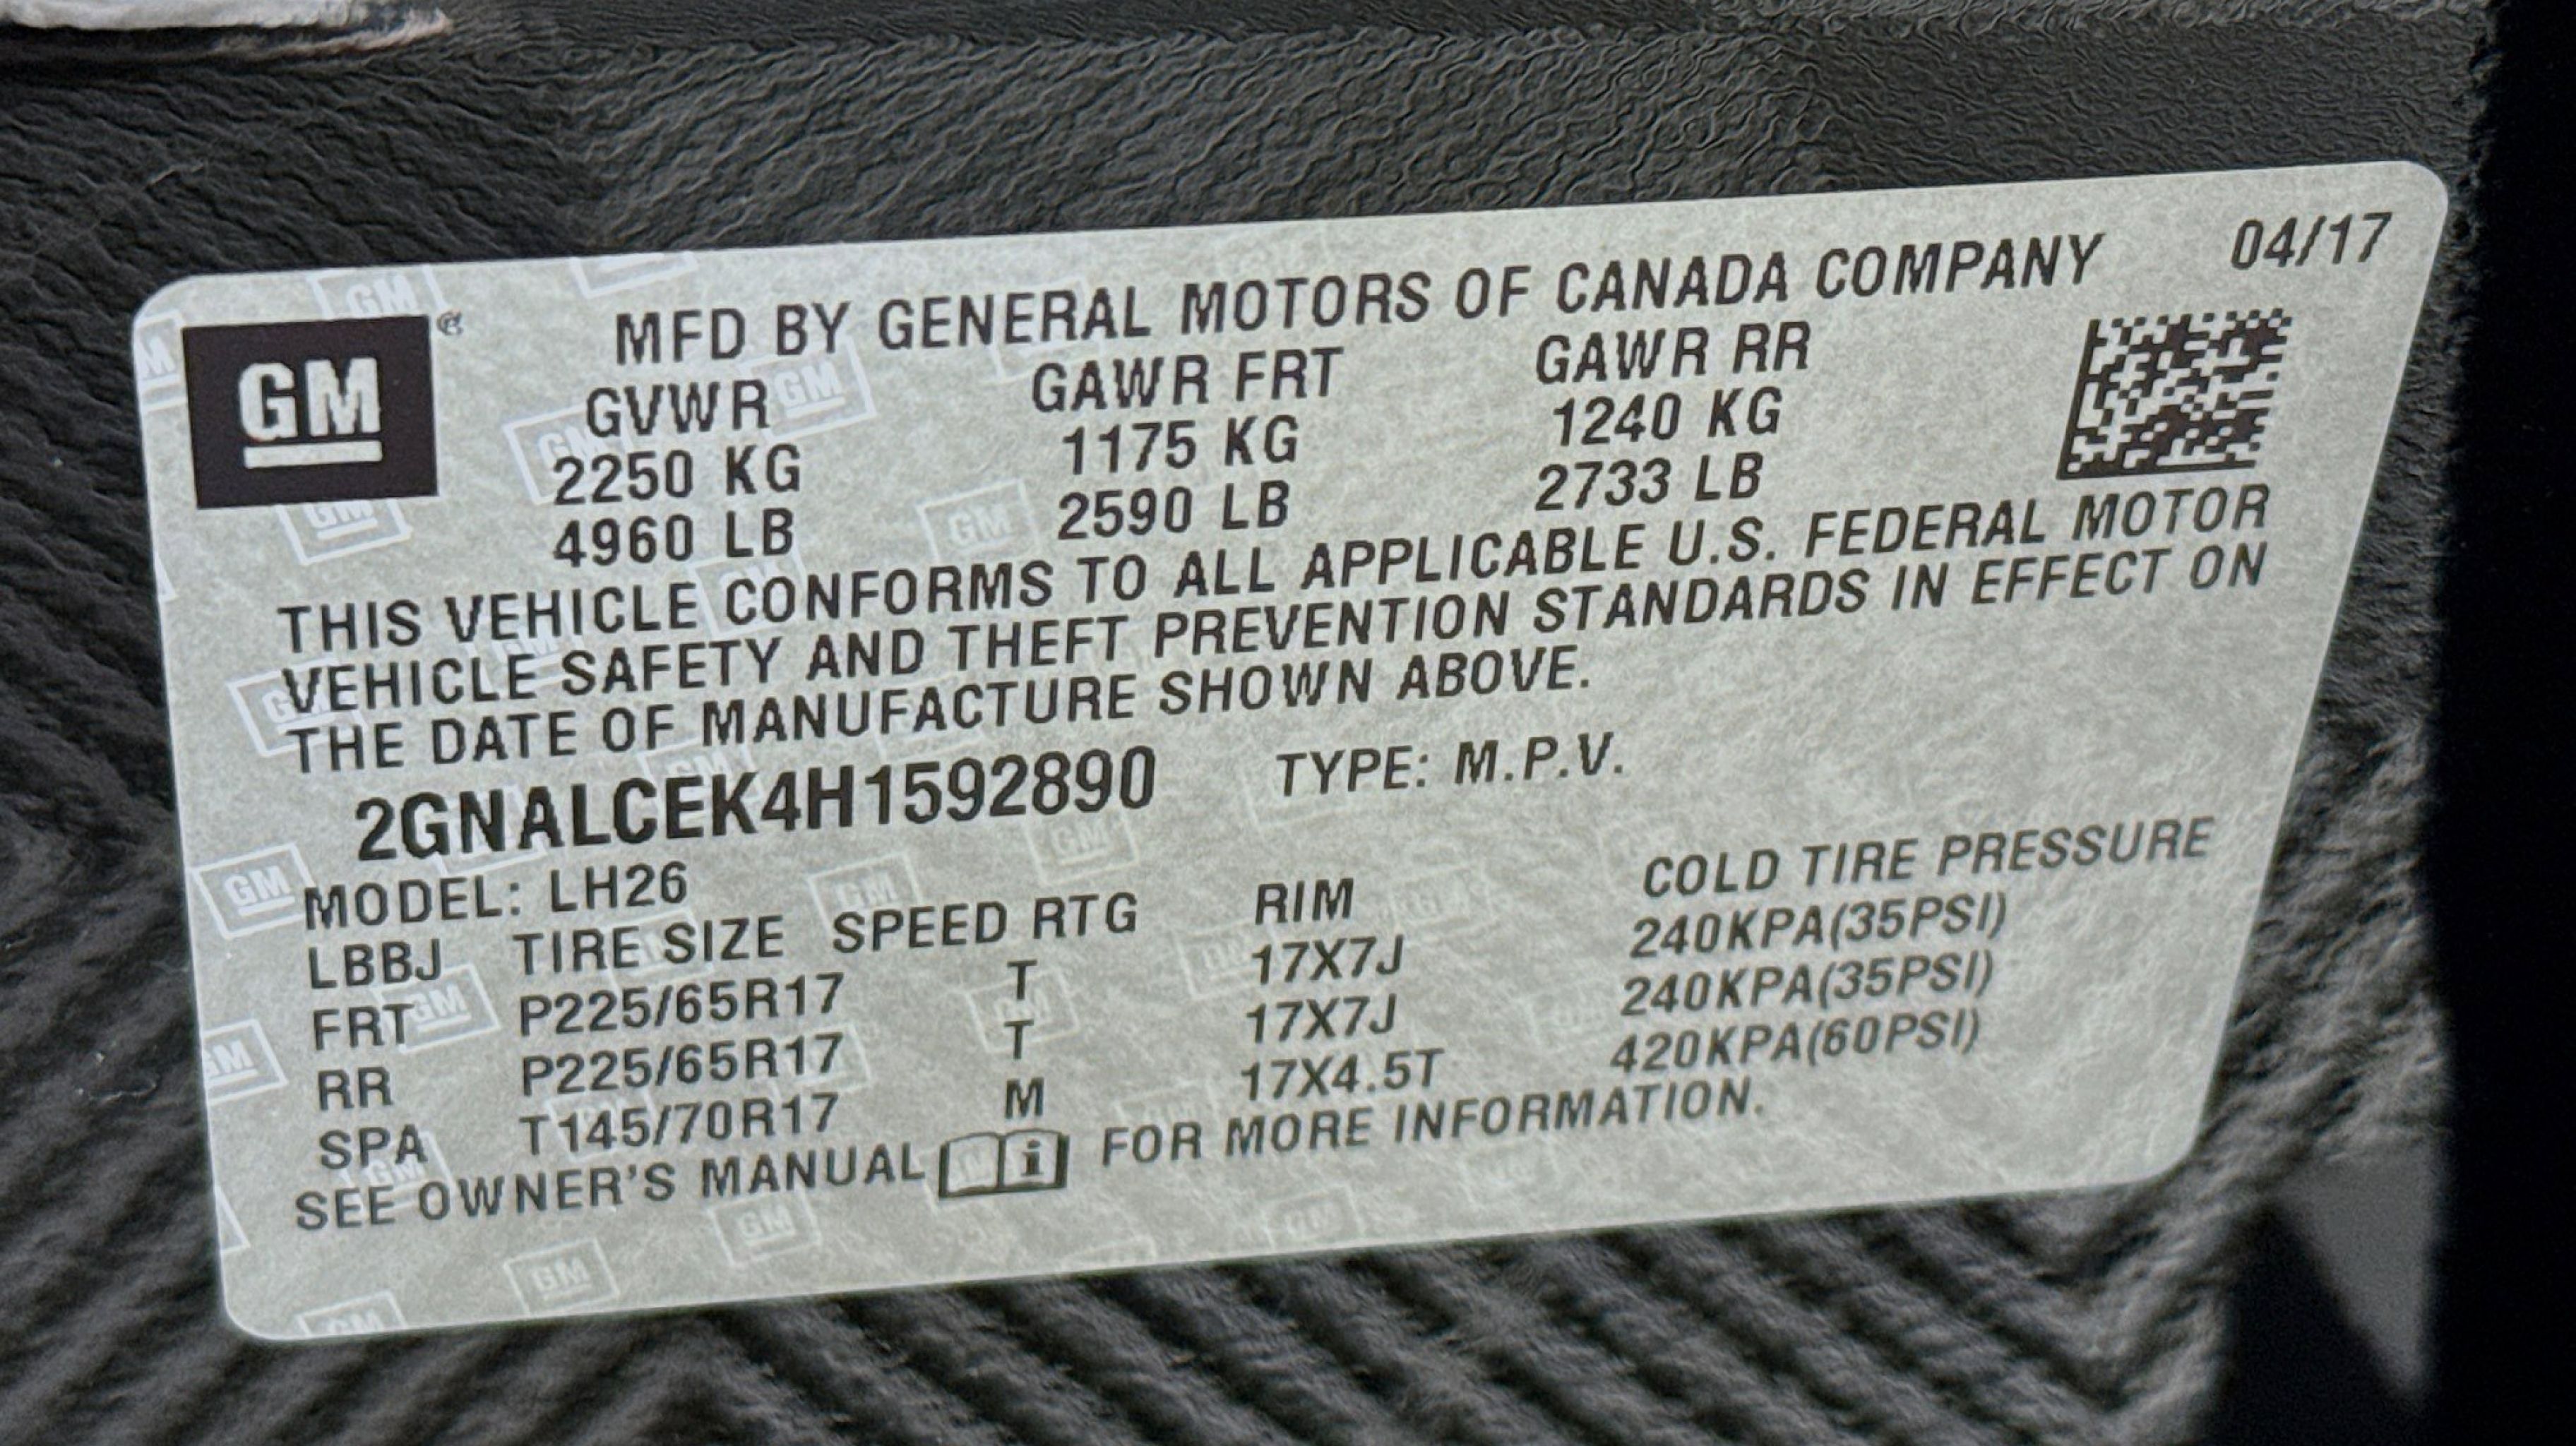 04/17
GM
MFD BY GENERAL MOTORS OF CANADA COMPANY
GVWR GAWR FRT GAWR RR
2250 KG 1175 KG 1240 KG
4960 LB 2590 LB 2733 LB
THIS VEHICLE CONFORMS TO ALL APPLICABLE U.S. FEDERAL MOTOR
VEHICLE SAFETY AND THEFT PREVENTION STANDARDS IN EFFECT ON
THE DATE OF MANUFACTURE SHOWN ABOVE.
2GNALCEK4H1592890 TYPE: M.P.V.
MODEL: LH26
LBBJ TIRE SIZE SPEED RTG RIM COLD TIRE PRESSURE
FRT P225/65R17 T 17X7J 240KPA(35PSI)
RR P225/65R17 T 17X7J 240KPA(35PSI)
SPA T145/70R17 M 17X4.5T 420KPA(60PSI)
SEE OWNER'S MANUAL i FOR MORE INFORMATION.